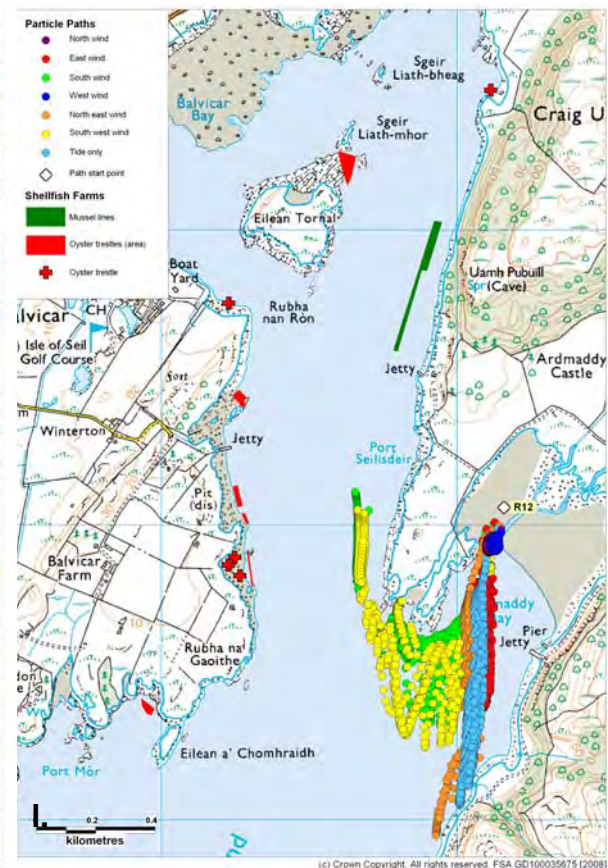 Particle Paths
North wind
East wind
South wind
West wind
North east wind
South west wind
Tide only
Path start point
Shellfish Farms
Mussel lines
Oyster trestles (area)
Oyster trestle
Balvicar
Bay
Sgeir
Liath-bheag
Sgeir
Liath-mhor
Craig U
Eilean Tornal
Boat
Yard
Rubha
nan Ròn
Uamh Pubuill
Spr (Cave)
CH
alvicar
Isle of Seil
Golf Course
Fort
Jetty
Ardmaddy
Castle
Winterton
Jetty
Port
Seilisdeir
Pit
(dis)
R12
Balvicar
Farm
maddy
ay
Pier
Jetty
Rubha na'
Gaoithe
10
Eilean a' Chomhraidh
Port Mòr
0.2 0.4
kilometres
(c) Crown Copyright. All rights reserved. FSA GD100035675 [2008]